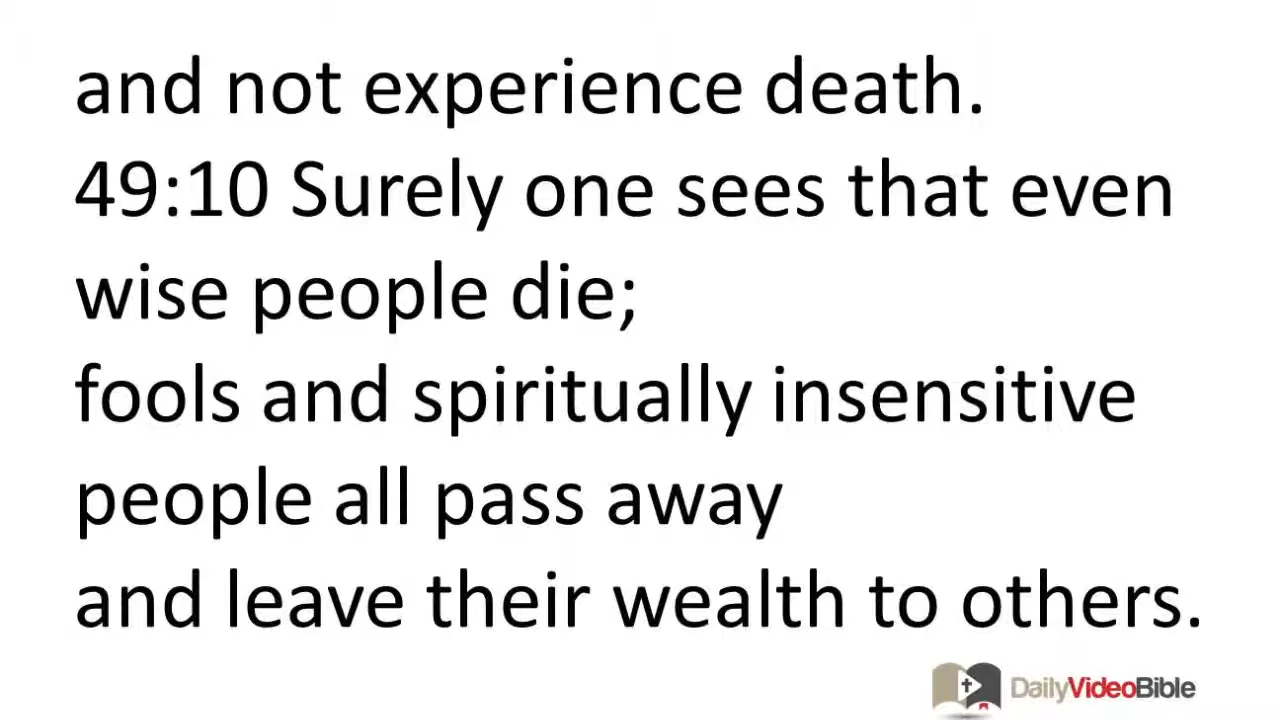 and not experience death.
49:10 Surely one sees that even
wise people die;
fools and spiritually insensitive
people all pass away
and leave their wealth to others.
DailyVideoBible